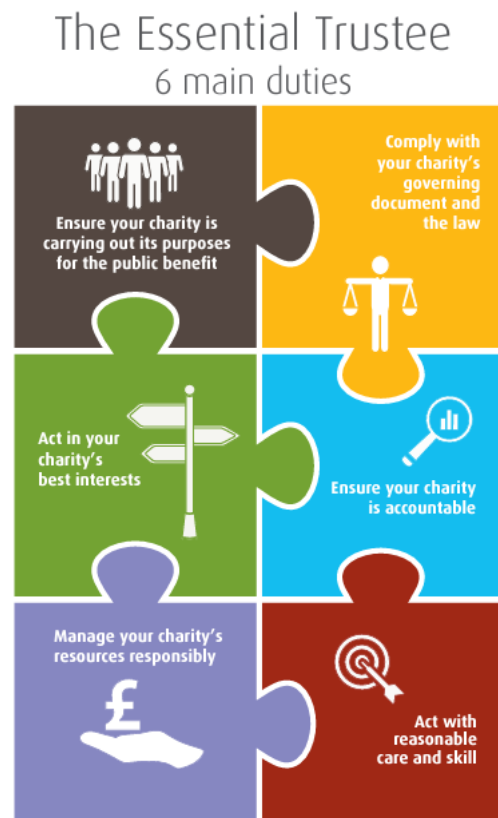 The Essential Trustee
6 main duties
Ensure your charity is
carrying out its purposes
for the public benefit
Comply with
your charity's
governing
document and
the law
Act in your
charity's
best interests
Ensure your charity
is accountable
Manage your charity's
resources responsibly
£
Act with
reasonable
care and skill